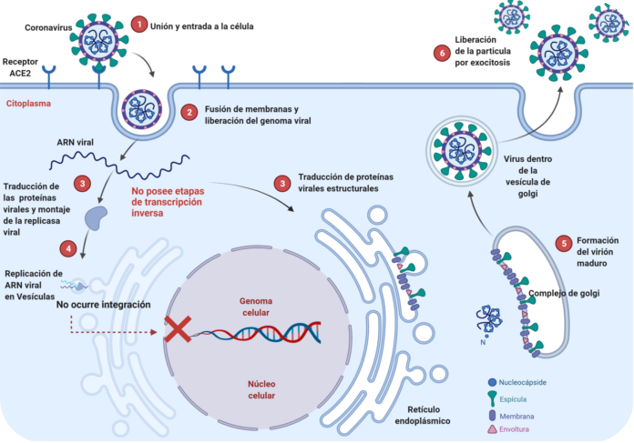 Coronavirus
1 Unión y entrada a la célula
Receptor
ACE2
Citoplasma
2 Fusión de membranas y
liberación del genoma viral
ARN viral
3
Traducción de
las proteínas
virales y montaje
de la replicasa
viral
No posee etapas
de transcripción
inversa
3 Traducción de proteínas
virales estructurales
4
Replicación de
ARN viral
en Vesículas
No ocurre integración
Genoma
celular
Núcleo
celular
Retículo
endoplásmico
6 Liberación
de la partícula
por exocitosis
Virus dentro
de la
vesícula de
golgi
5 Formación
del virión
maduro
Complejo de golgi
N
Nucleocápside
Espícula
Membrana
Envoltura